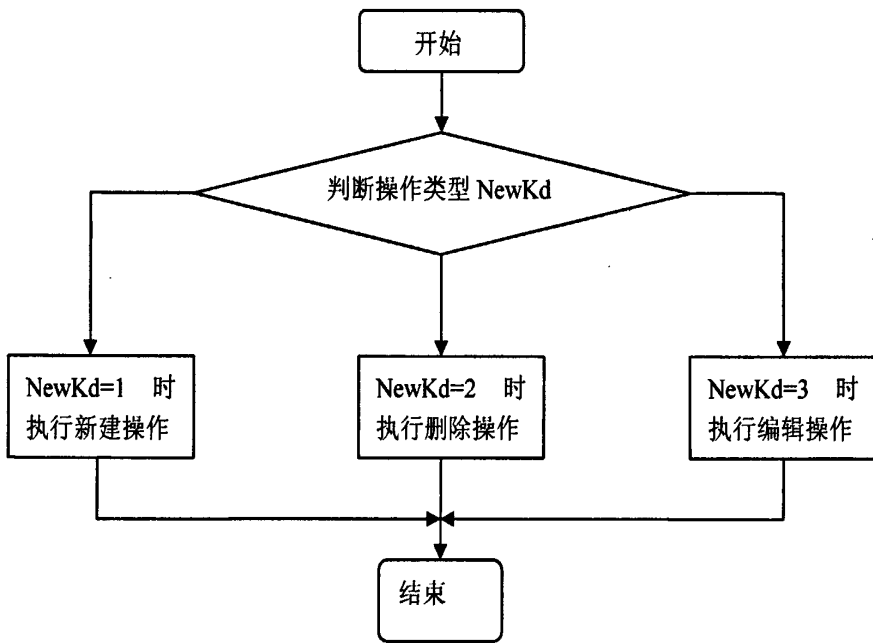 开始
判断操作类型 NewKd
NewKd=1 时
执行新建操作
NewKd=2 时
执行删除操作
NewKd=3 时
执行编辑操作
结束